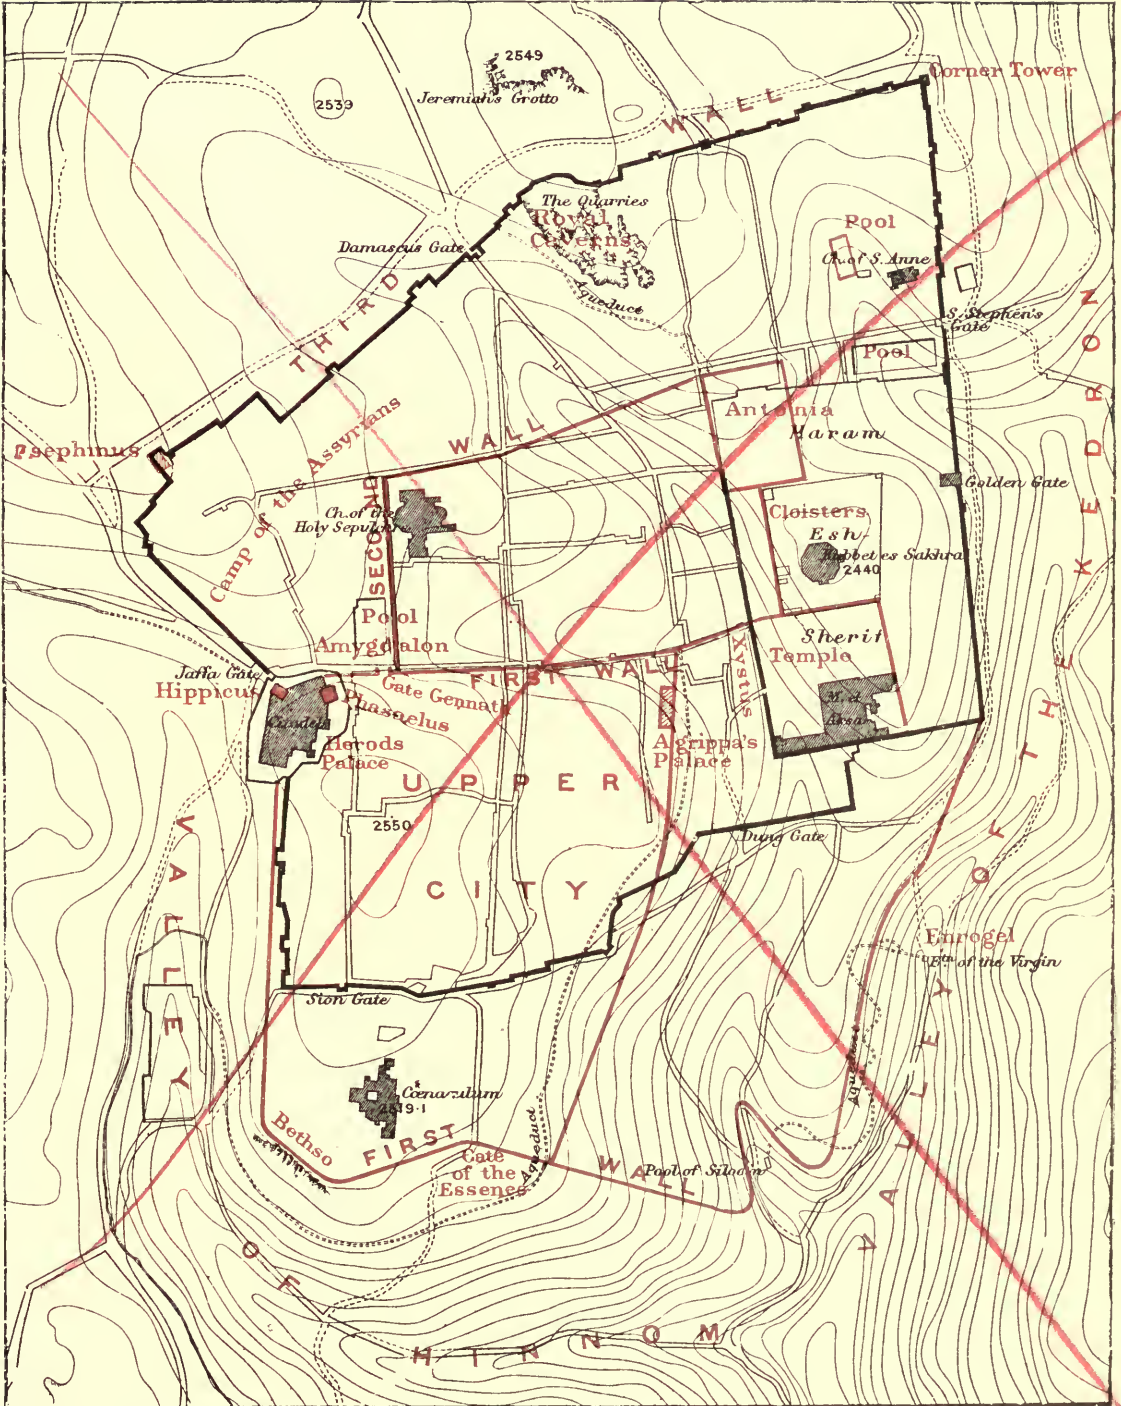 2549
Jeremiah's Grotto
2539
Corner Tower
WALL
The Quarries
Royal
Caverns
Aqueduct
Damascus Gate
THIRD
Pool
Ch. of S. Anne
S. Stephen's
Gate
Pool
Antonia
Haram
WALL
Psephinus
Camp of the Assyrians
SECOND
Ch. of the
Holy Sepulchre
Golden Gate
Cloisters
Esh-
Kubbet es Sakhra
2440
Sherif
Temple
Xystus
Pool
Amygdalon
Jaffa Gate
Hippicus
Phasaelus
Gate Gennath
FIRST WALL
Citadel
Herods
Palace
Agrippa's
Palace
M. el
Aksa
UPPER
CITY
2550
Dung Gate
Enrogel
Ftn. of the Virgin
Aqueduct
Sion Gate
Cœnaculum
2519·1
Bethso
FIRST
WALL
Gate
of the
Essenes
Aqueduct
Pool of Siloam
VALLEY
OF
HINNOM
VALLEY OF THE KEDRON